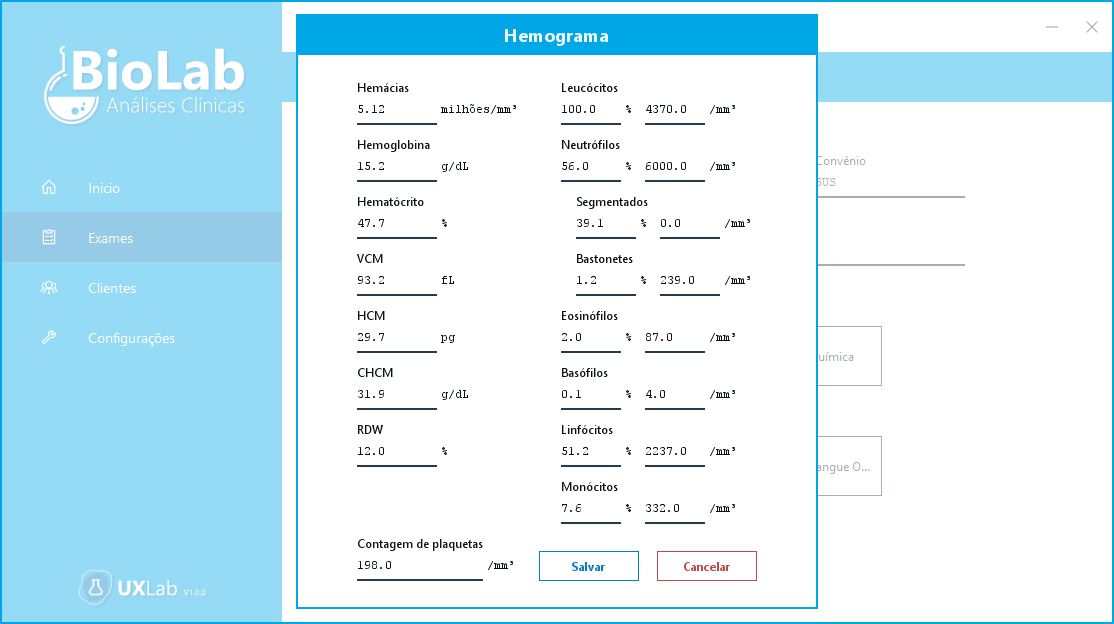 BioLab
Análises Clínicas
Inicio
Exames
Clientes
Configurações
UXLab V1.0.0
Hemograma
Hemácias
5.12 milhões/mm³
Hemoglobina
15.2 g/dL
Hematócrito
47.7 %
VCM
93.2 fL
HCM
29.7 pg
CHCM
31.9 g/dL
RDW
12.0 %
Contagem de plaquetas
198.0 /mm³
Leucócitos
100.0 % 4370.0 /mm³
Neutrófilos
56.0 % 6000.0 /mm³
Segmentados
39.1 % 0.0 /mm³
Bastonetes
1.2 % 239.0 /mm³
Eosinófilos
2.0 % 87.0 /mm³
Basófilos
0.1 % 4.0 /mm³
Linfócitos
51.2 % 2237.0 /mm³
Monócitos
7.6 % 332.0 /mm³
Salvar
Cancelar
Convênio
SUS
uímica
angue O...